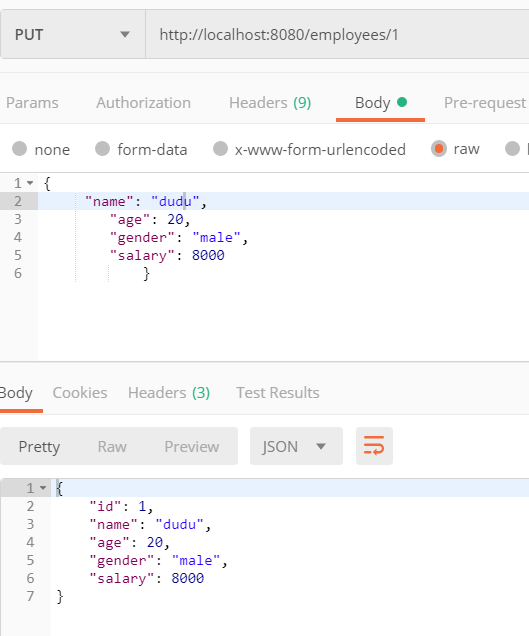 PUT http://localhost:8080/employees/1
Params Authorization Headers (9) Body Pre-request
none form-data x-www-form-urlencoded raw
1 {
2 "name": "dudu",
3 "age": 20,
4 "gender": "male",
5 "salary": 8000
6 }
Body Cookies Headers (3) Test Results
Pretty Raw Preview JSON
1 {
2 "id": 1,
3 "name": "dudu",
4 "age": 20,
5 "gender": "male",
6 "salary": 8000
7 }